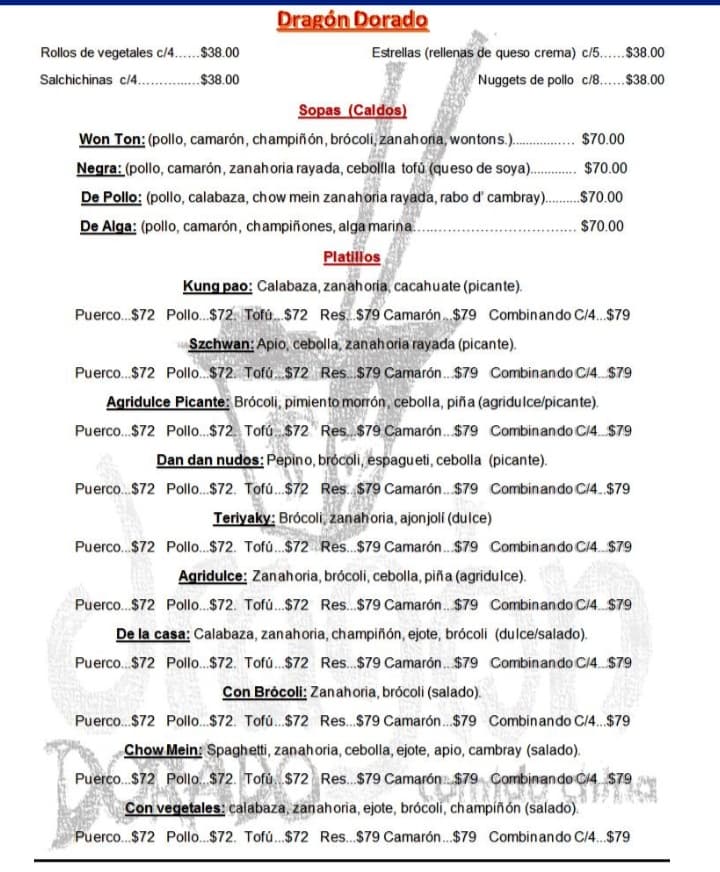 Dragón Dorado
Rollos de vegetales c/4......$38.00 Estrellas (rellenas de queso crema) c/5......$38.00
Salchichinas c/4...............$38.00 Nuggets de pollo c/8......$38.00
Sopas (Caldos)
Won Ton: (pollo, camarón, champiñón, brócoli, zanahoria, wontons.)............... $70.00
Negra: (pollo, camarón, zanahoria rayada, cebollla tofú (queso de soya)........... $70.00
De Pollo: (pollo, calabaza, chow mein zanahoria rayada, rabo d' cambray).........$70.00
De Alga: (pollo, camarón, champiñones, alga marina....................................... $70.00
Platillos
Kung pao: Calabaza, zanahoria, cacahuate (picante).
Puerco...$72 Pollo...$72. Tofú...$72 Res...$79 Camarón...$79 Combinando C/4...$79
Szchwan: Apio, cebolla, zanahoria rayada (picante).
Puerco...$72 Pollo...$72. Tofú...$72 Res...$79 Camarón...$79 Combinando C/4...$79
Agridulce Picante: Brócoli, pimiento morrón, cebolla, piña (agridulce/picante).
Puerco...$72 Pollo...$72. Tofú...$72 Res...$79 Camarón...$79 Combinando C/4...$79
Dan dan nudos: Pepino, brócoli, espagueti, cebolla (picante).
Puerco...$72 Pollo...$72. Tofú...$72 Res...$79 Camarón...$79 Combinando C/4...$79
Teriyaky: Brócoli, zanahoria, ajonjolí (dulce)
Puerco...$72 Pollo...$72. Tofú...$72 Res...$79 Camarón...$79 Combinando C/4...$79
Agridulce: Zanahoria, brócoli, cebolla, piña (agridulce).
Puerco...$72 Pollo...$72. Tofú...$72 Res...$79 Camarón...$79 Combinando C/4...$79
De la casa: Calabaza, zanahoria, champiñón, ejote, brócoli (dulce/salado).
Puerco...$72 Pollo...$72. Tofú...$72 Res...$79 Camarón...$79 Combinando C/4...$79
Con Brócoli: Zanahoria, brócoli (salado).
Puerco...$72 Pollo...$72. Tofú...$72 Res...$79 Camarón...$79 Combinando C/4...$79
Chow Mein: Spaghetti, zanahoria, cebolla, ejote, apio, cambray (salado).
Puerco...$72 Pollo...$72. Tofú...$72 Res...$79 Camarón...$79 Combinando C/4...$79
Con vegetales: calabaza, zanahoria, ejote, brócoli, champiñón (salado).
Puerco...$72 Pollo...$72. Tofú...$72 Res...$79 Camarón...$79 Combinando C/4...$79
dragón
DORADO
comida china